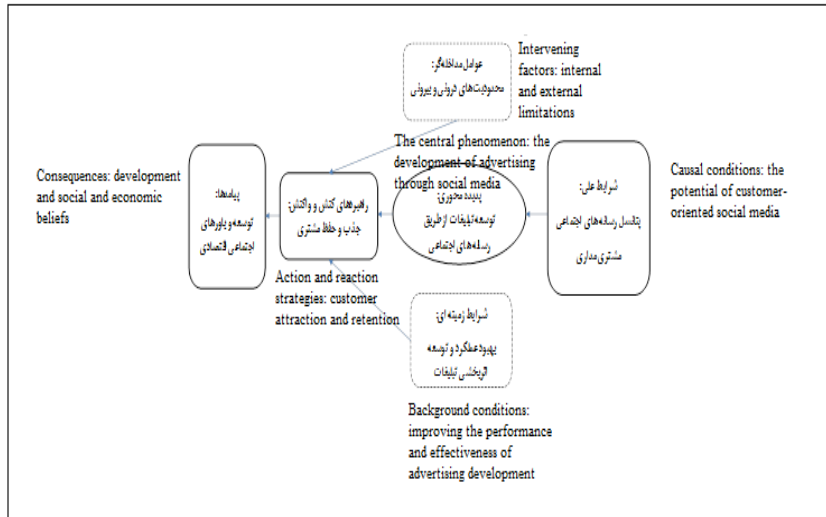 عوامل مداخله‌گر:
محدودیت‌های درونی و بیرونی
Intervening
factors: internal
and external
limitations
The central phenomenon: the
development of advertising
through social media
پدیده محوری:
توسعه تبلیغات از طریق
رسانه‌های اجتماعی
Causal conditions: the
potential of customer-
oriented social media
شرایط علی:
پتانسل رسانه‌های اجتماعی
مشتری مداری
راهبردهای کنش و واکنش:
جذب و حفظ مشتری
Action and reaction
strategies: customer
attraction and retention
Consequences: development
and social and economic
beliefs
پیامدها:
توسعه و باورهای
اجتماعی اقتصادی
شرایط زمینه ای:
بهبود عملکرد و توسعه
اثربخشی تبلیغات
Background conditions:
improving the performance
and effectiveness of
advertising development